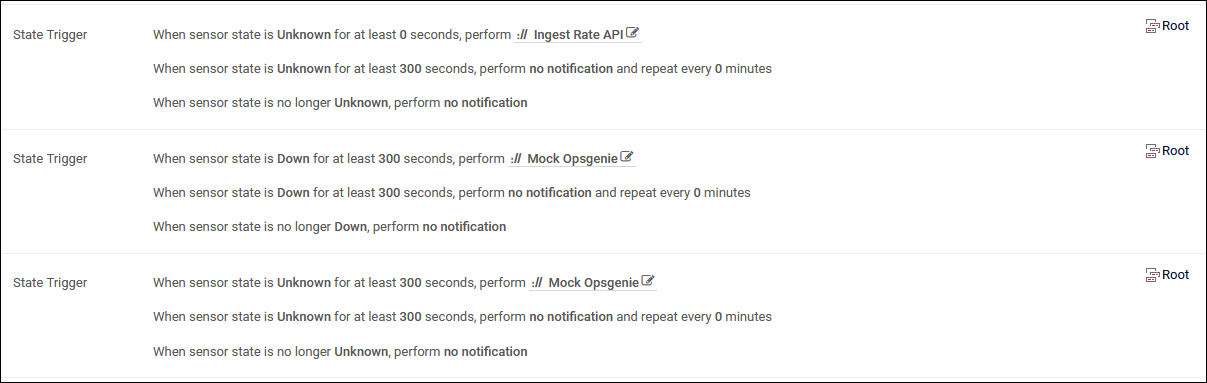 State Trigger When sensor state is Unknown for at least 0 seconds, perform :// Ingest Rate API Root
When sensor state is Unknown for at least 300 seconds, perform no notification and repeat every 0 minutes
When sensor state is no longer Unknown, perform no notification
State Trigger When sensor state is Down for at least 300 seconds, perform :// Mock Opsgenie Root
When sensor state is Down for at least 300 seconds, perform no notification and repeat every 0 minutes
When sensor state is no longer Down, perform no notification
State Trigger When sensor state is Unknown for at least 300 seconds, perform :// Mock Opsgenie Root
When sensor state is Unknown for at least 300 seconds, perform no notification and repeat every 0 minutes
When sensor state is no longer Unknown, perform no notification